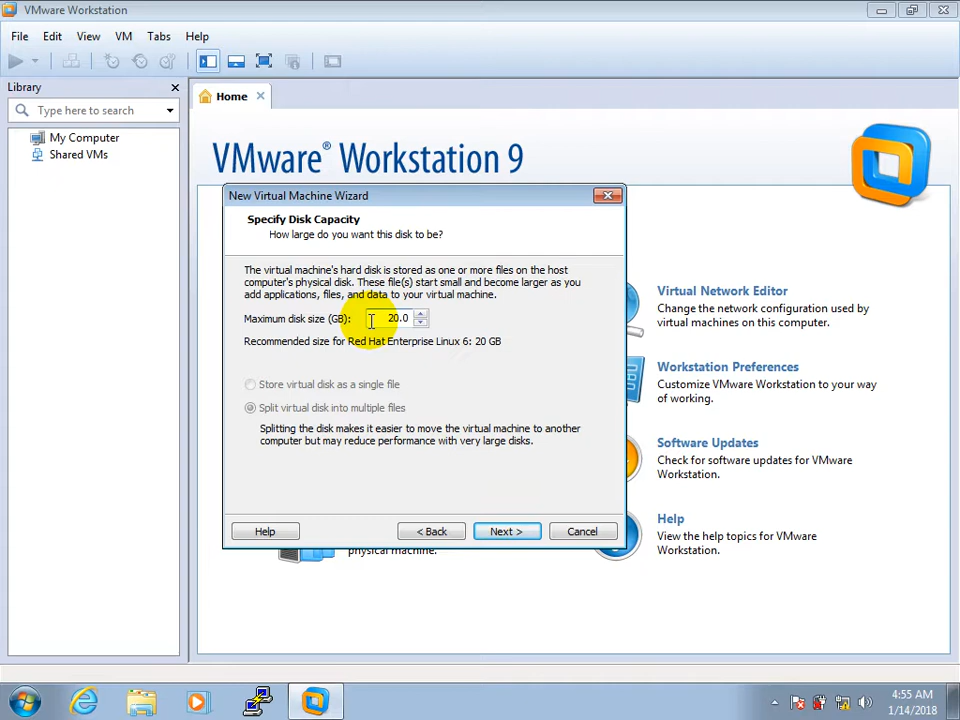 VMware Workstation
File Edit View VM Tabs Help
Library
Home
Type here to search
My Computer
Shared VMs
VMware® Workstation 9
New Virtual Machine Wizard
Specify Disk Capacity
How large do you want this disk to be?
The virtual machine's hard disk is stored as one or more files on the host
computer's physical disk. These file(s) start small and become larger as you
add applications, files, and data to your virtual machine.
Maximum disk size (GB): 20.0
Recommended size for Red Hat Enterprise Linux 6: 20 GB
Store virtual disk as a single file
Split virtual disk into multiple files
Splitting the disk makes it easier to move the virtual machine to another
computer but may reduce performance with very large disks.
Help < Back Next > Cancel
physical machine.
Virtual Network Editor
Change the network configuration used by
virtual machines on this computer.
Workstation Preferences
Customize VMware Workstation to your way
of working.
Software Updates
Check for software updates for VMware
Workstation.
Help
View the help topics for VMware
Workstation.
4:55 AM
1/14/2018